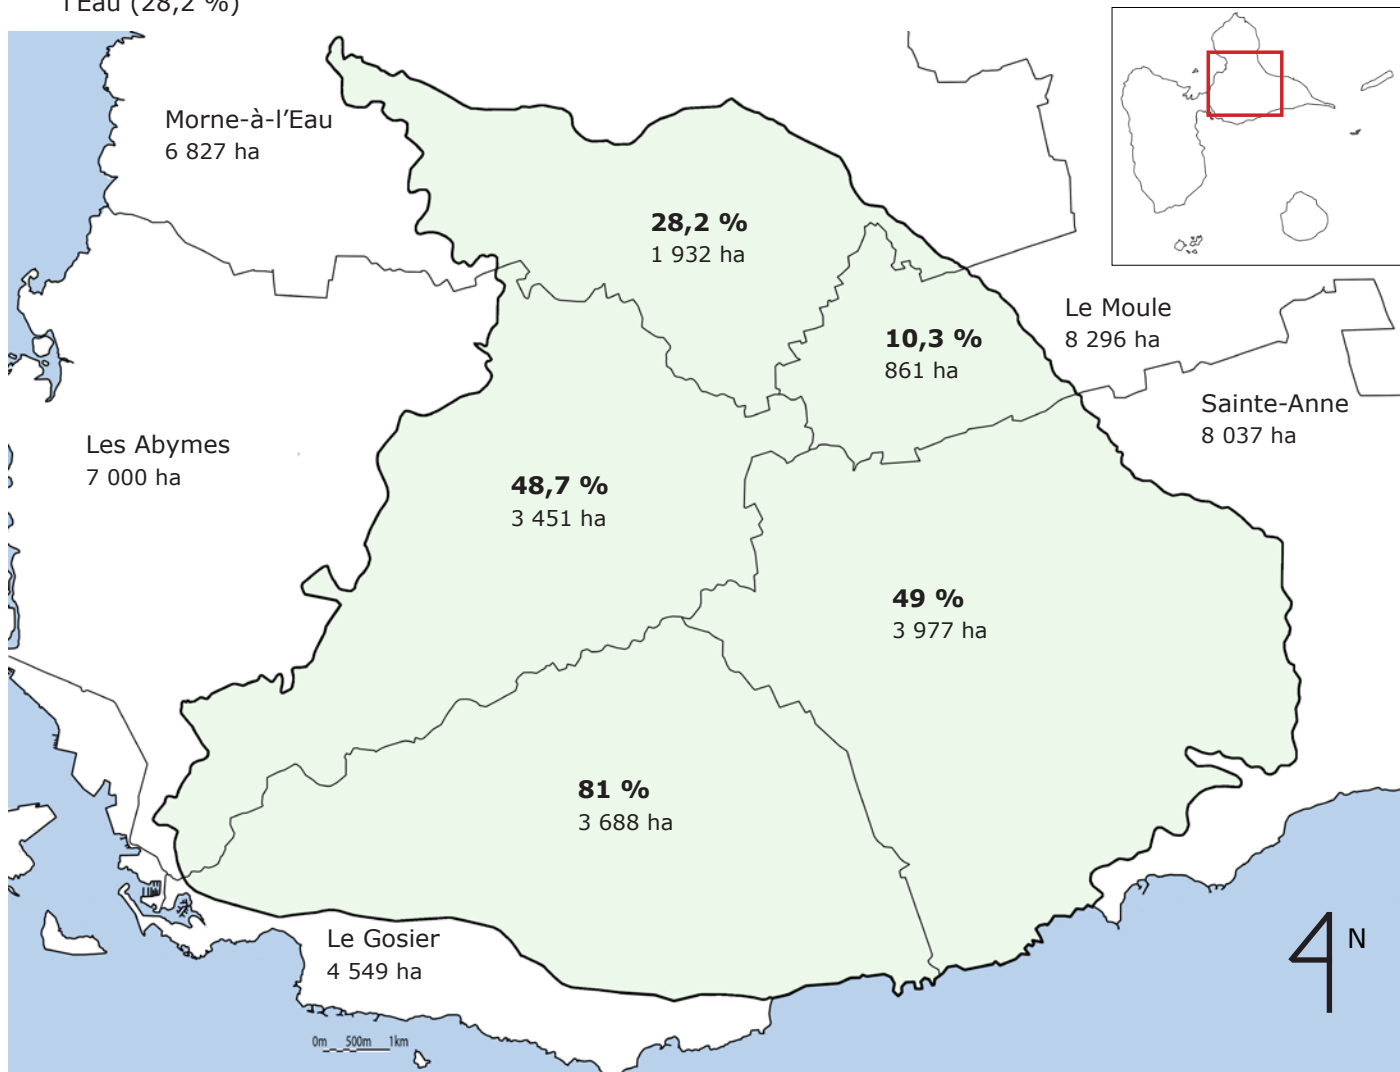 l'Eau (28,2 %)
Morne-à-l'Eau
6 827 ha
28,2 %
1 932 ha
Le Moule
8 296 ha
10,3 %
861 ha
Sainte-Anne
8 037 ha
Les Abymes
7 000 ha
48,7 %
3 451 ha
49 %
3 977 ha
81 %
3 688 ha
Le Gosier
4 549 ha
N
0m 500m 1km